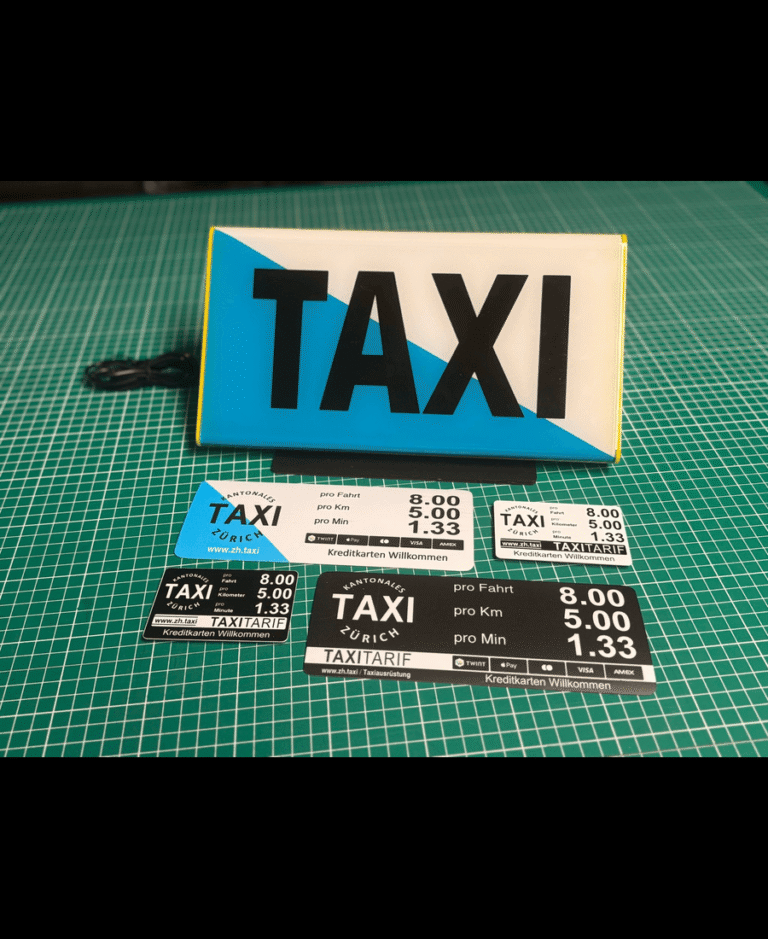 TAXI
KANTONALES
TAXI
ZÜRICH
www.zh.taxi
pro Fahrt 8.00
pro Km 5.00
pro Min 1.33
TWINT Pay VISA AMEX
Kreditkarten Willkommen
KANTONALES
TAXI
ZÜRICH
pro Fahrt 8.00
pro Kilometer 5.00
pro Minute 1.33
www.zh.taxi TAXITARIF
Kreditkarten Willkommen
KANTONALES
TAXI
ZÜRICH
pro Fahrt 8.00
pro Kilometer 5.00
pro Minute 1.33
www.zh.taxi TAXITARIF
Kreditkarten Willkommen
KANTONALES
TAXI
ZÜRICH
pro Fahrt 8.00
pro Km 5.00
pro Min 1.33
TAXITARIF
www.zh.taxi / Taxiausrüstung
TWINT Pay VISA AMEX
Kreditkarten Willkommen